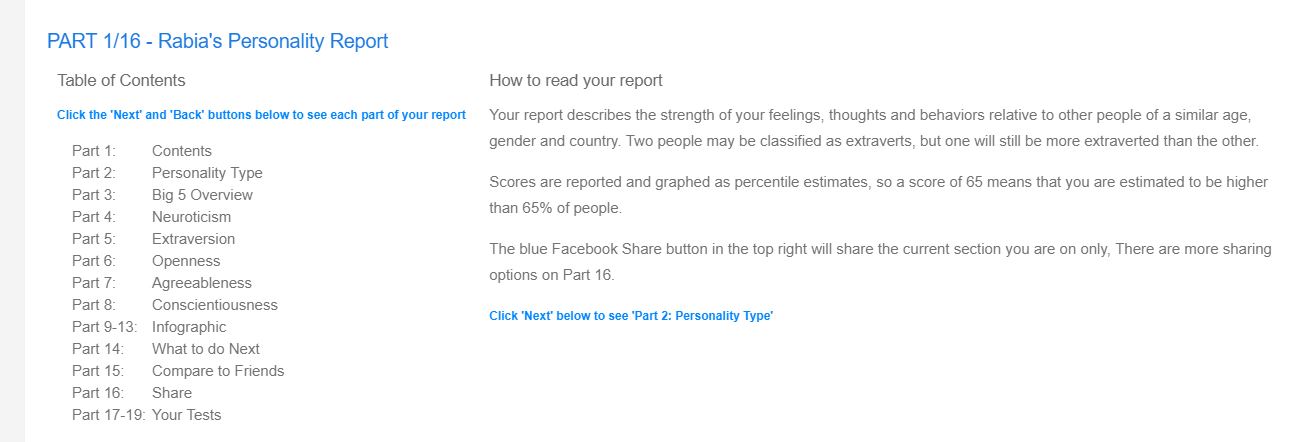 PART 1/16 - Rabia's Personality Report
Table of Contents
Click the 'Next' and 'Back' buttons below to see each part of your report
Part 1: Contents
Part 2: Personality Type
Part 3: Big 5 Overview
Part 4: Neuroticism
Part 5: Extraversion
Part 6: Openness
Part 7: Agreeableness
Part 8: Conscientiousness
Part 9-13: Infographic
Part 14: What to do Next
Part 15: Compare to Friends
Part 16: Share
Part 17-19: Your Tests
How to read your report
Your report describes the strength of your feelings, thoughts and behaviors relative to other people of a similar age,
gender and country. Two people may be classified as extraverts, but one will still be more extraverted than the other.
Scores are reported and graphed as percentile estimates, so a score of 65 means that you are estimated to be higher
than 65% of people.
The blue Facebook Share button in the top right will share the current section you are on only, There are more sharing
options on Part 16.
Click 'Next' below to see 'Part 2: Personality Type'